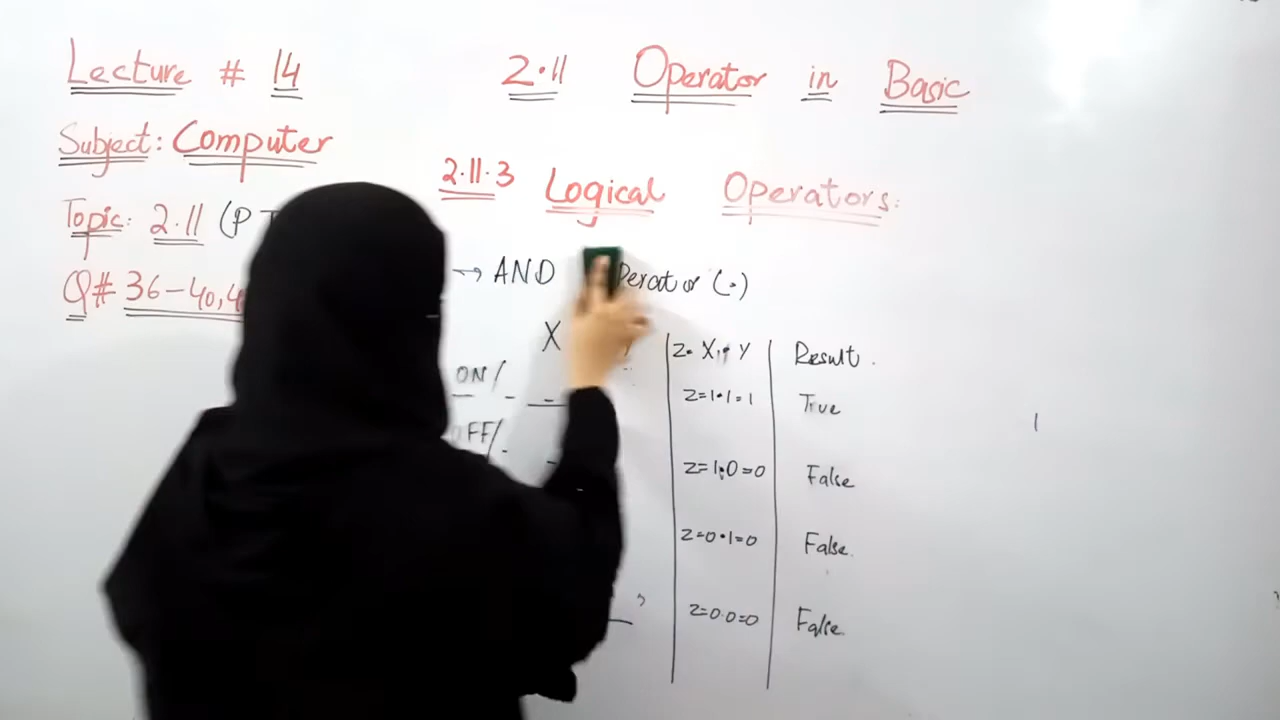 Lecture # 14
2.11 Operator in Basic
Subject: Computer
2.11.3 Logical Operators:
Topic: 2.11 (P
Q# 36-40,4
→ AND perator (.)
X
Z= X.Y Result.
ON/
Z=1.1=1 True
OFF/
Z=1.0=0 False
Z=0.1=0 False.
Z=0.0=0 False.